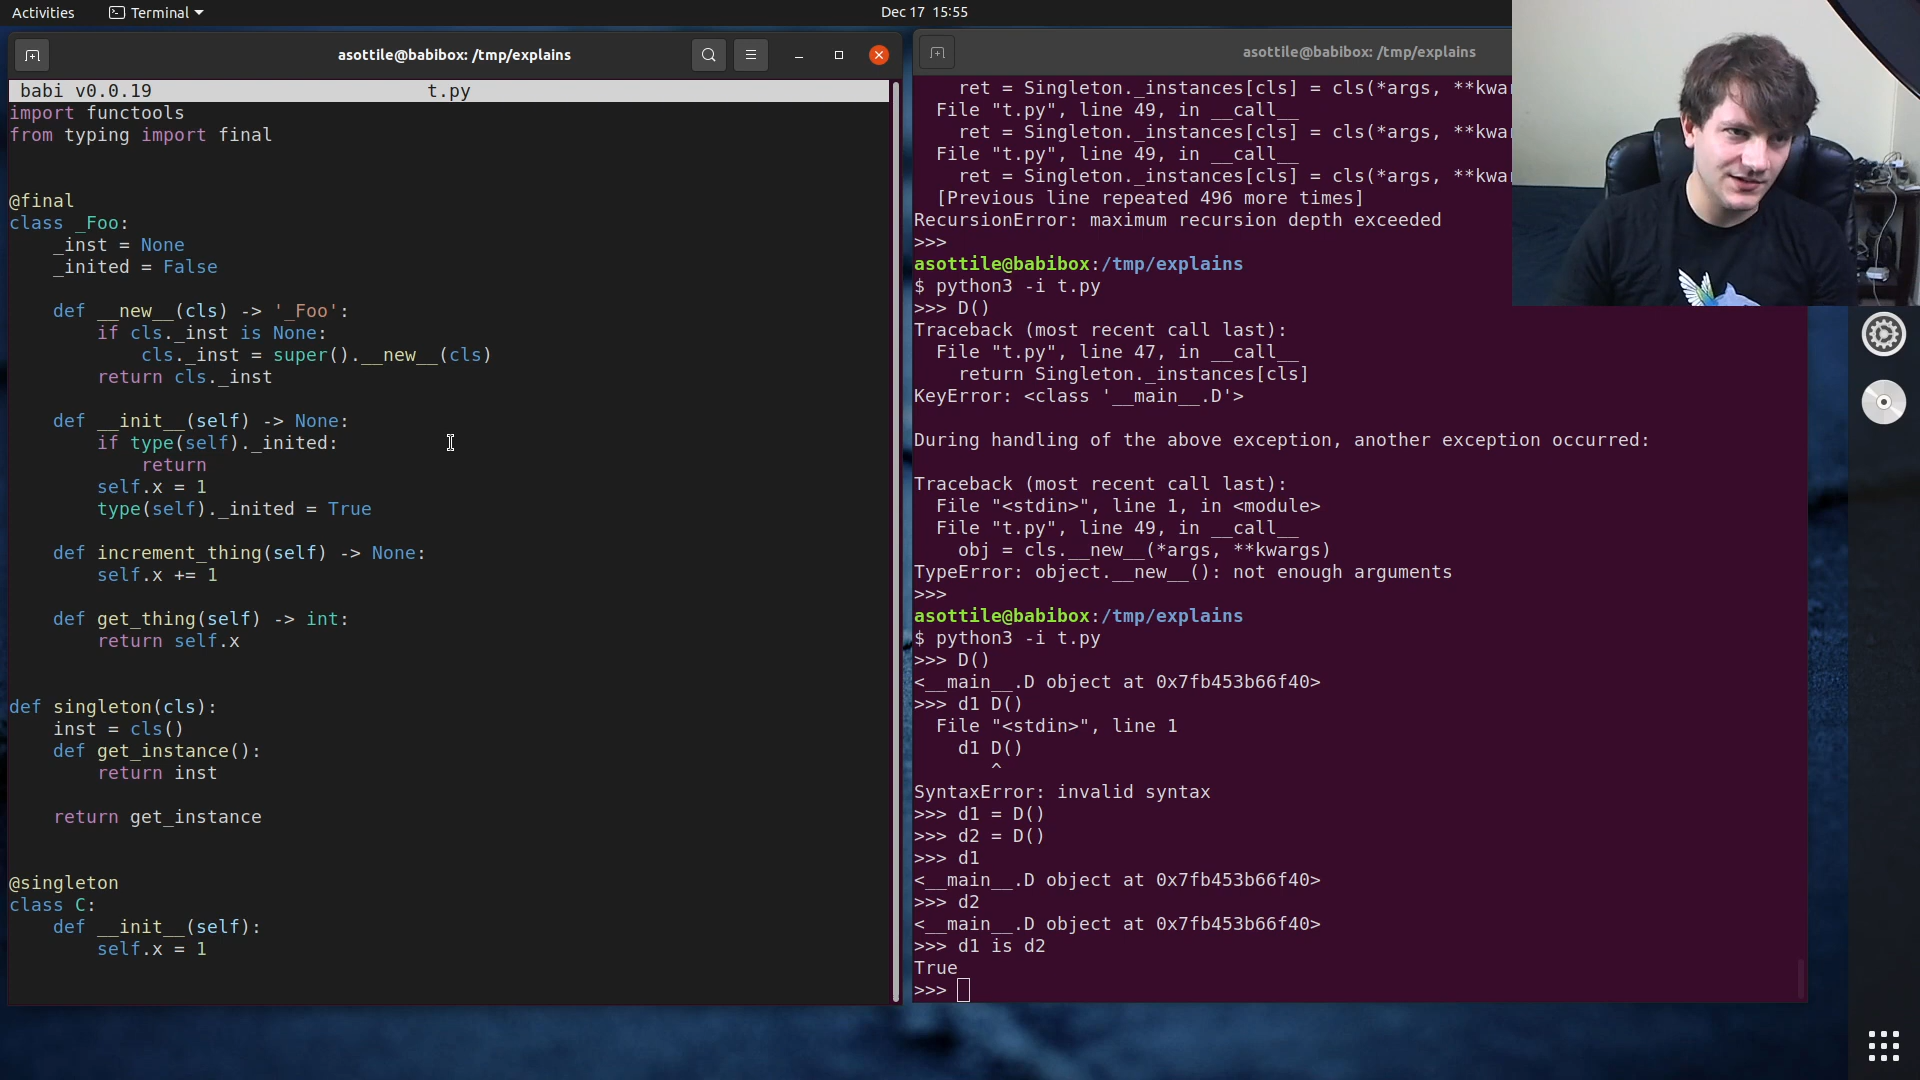 Activities
Terminal
Dec 17 15:55
asottile@babibox: /tmp/explains
babi v0.0.19 t.py
import functools
from typing import final
@final
class _Foo:
    _inst = None
    _inited = False
    def __new__(cls) -> '_Foo':
        if cls._inst is None:
            cls._inst = super().__new__(cls)
        return cls._inst
    def __init__(self) -> None:
        if type(self)._inited:
            return
        self.x = 1
        type(self)._inited = True
    def increment_thing(self) -> None:
        self.x += 1
    def get_thing(self) -> int:
        return self.x
def singleton(cls):
    inst = cls()
    def get_instance():
        return inst
    return get_instance
@singleton
class C:
    def __init__(self):
        self.x = 1
asottile@babibox: /tmp/explains
    ret = Singleton._instances[cls] = cls(*args, **kwar
  File "t.py", line 49, in __call__
    ret = Singleton._instances[cls] = cls(*args, **kwar
  File "t.py", line 49, in __call__
    ret = Singleton._instances[cls] = cls(*args, **kwar
  [Previous line repeated 496 more times]
RecursionError: maximum recursion depth exceeded
>>>
asottile@babibox:/tmp/explains
$ python3 -i t.py
>>> D()
Traceback (most recent call last):
  File "t.py", line 47, in __call__
    return Singleton._instances[cls]
KeyError: <class '__main__.D'>
During handling of the above exception, another exception occurred:
Traceback (most recent call last):
  File "<stdin>", line 1, in <module>
  File "t.py", line 49, in __call__
    obj = cls.__new__(*args, **kwargs)
TypeError: object.__new__(): not enough arguments
>>>
asottile@babibox:/tmp/explains
$ python3 -i t.py
>>> D()
<__main__.D object at 0x7fb453b66f40>
>>> d1 D()
  File "<stdin>", line 1
    d1 D()
       ^
SyntaxError: invalid syntax
>>> d1 = D()
>>> d2 = D()
>>> d1
<__main__.D object at 0x7fb453b66f40>
>>> d2
<__main__.D object at 0x7fb453b66f40>
>>> d1 is d2
True
>>>